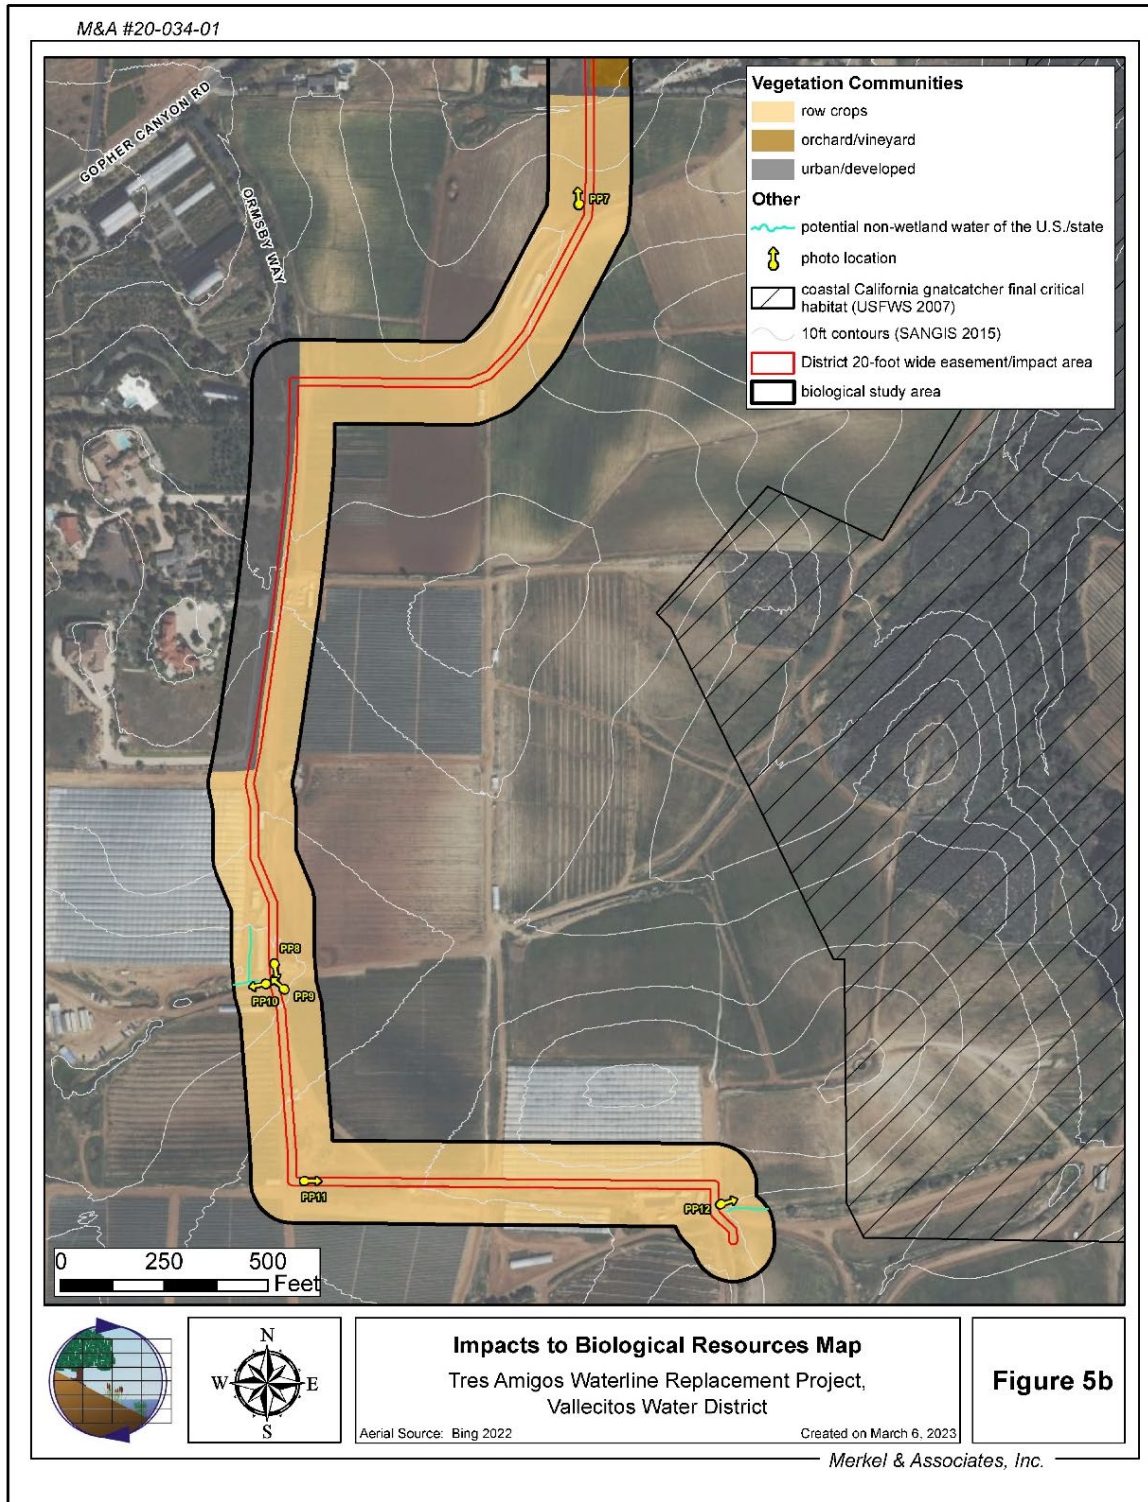 M&A #20-034-01
GOPHER CANYON RD
ORMSBY WAY
Vegetation Communities
row crops
orchard/vineyard
urban/developed
Other
potential non-wetland water of the U.S./state
photo location
coastal California gnatcatcher final critical
habitat (USFWS 2007)
10ft contours (SANGIS 2015)
District 20-foot wide easement/impact area
biological study area
PP7
PP8
PP9
PP10
PP11
PP12
0 250 500
Feet
N
W E
S
Impacts to Biological Resources Map
Tres Amigos Waterline Replacement Project,
Vallecitos Water District
Aerial Source: Bing 2022
Created on March 6, 2023
Figure 5b
Merkel & Associates, Inc.